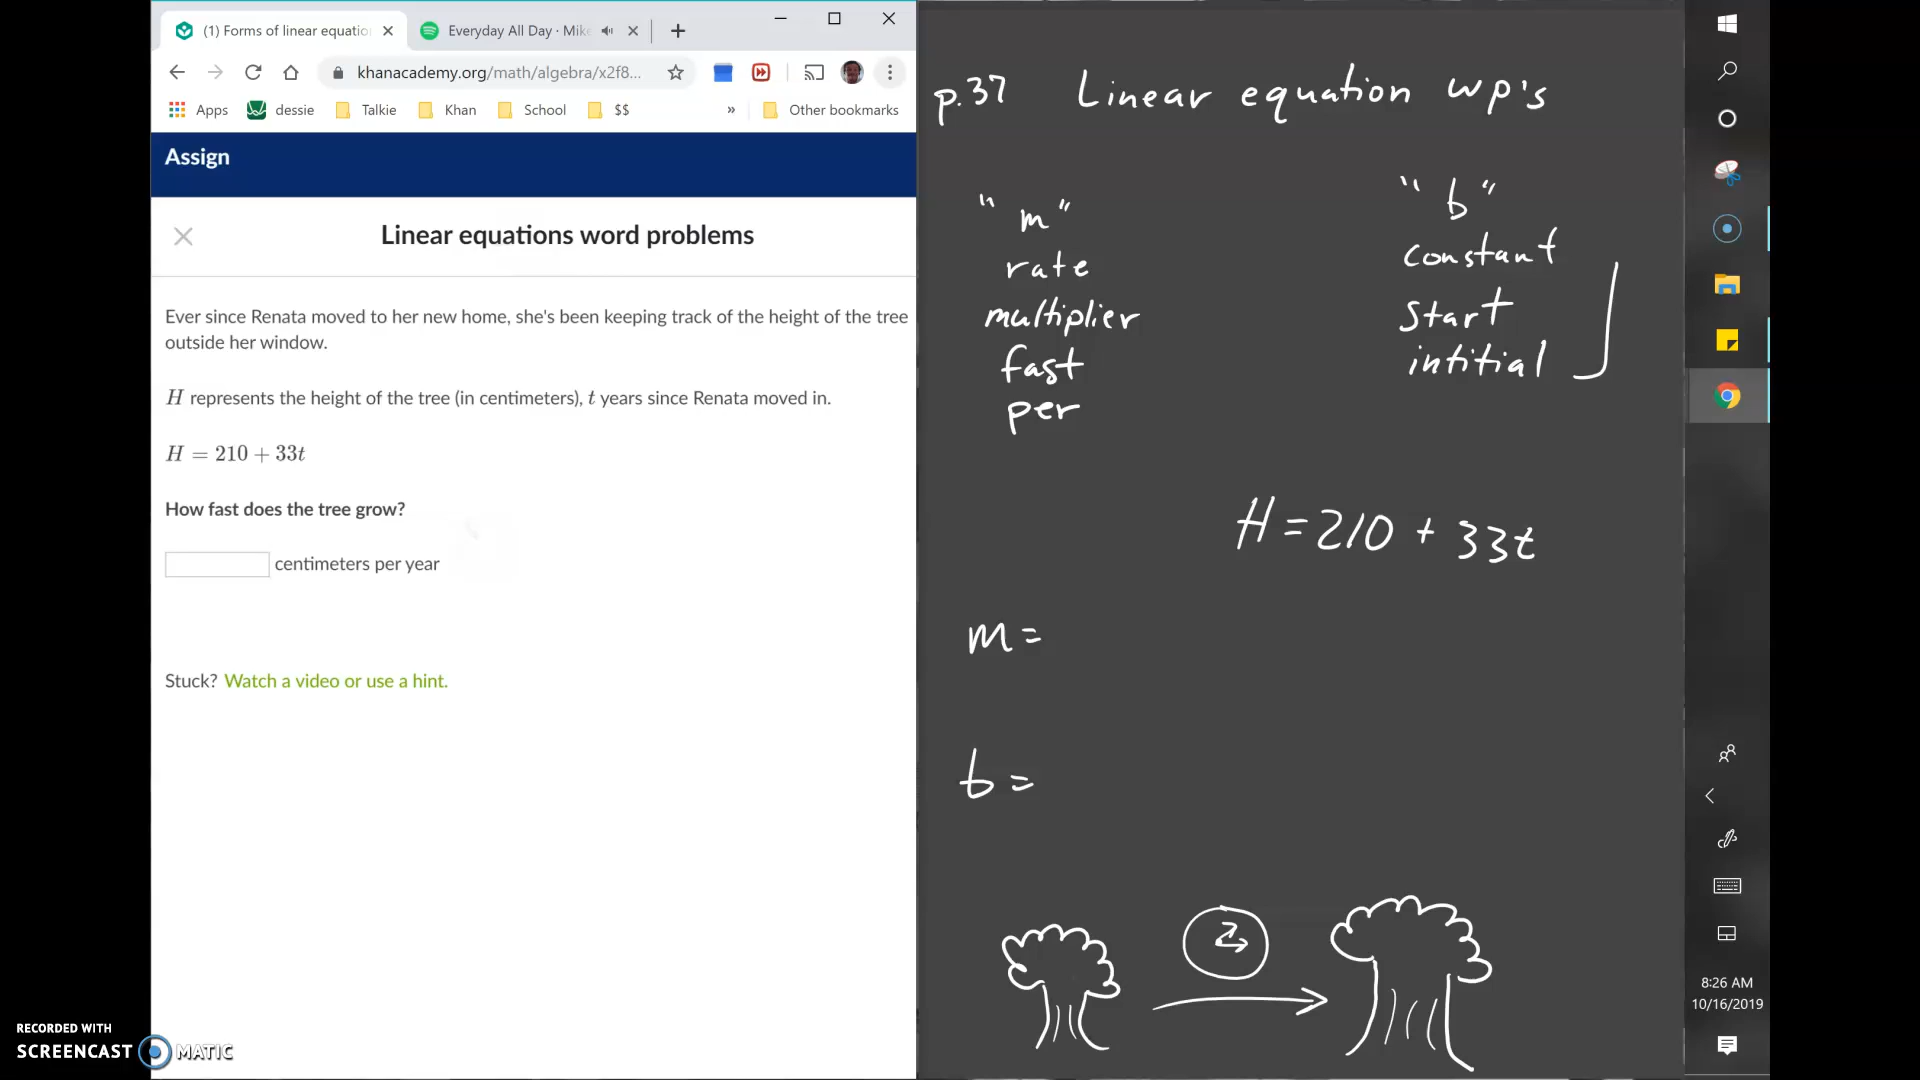 (1) Forms of linear equatio
Everyday All Day · Mik
khanacademy.org/math/algebra/x2f8...
Apps
dessie
Talkie
Khan
School
$$
»
Other bookmarks
Assign
Linear equations word problems
Ever since Renata moved to her new home, she's been keeping track of the height of the tree
outside her window.
H represents the height of the tree (in centimeters), t years since Renata moved in.
H = 210 + 33t
How fast does the tree grow?
centimeters per year
Stuck? Watch a video or use a hint.
p.37 Linear equation wp's
"m"
rate
multiplier
fast
per
"b"
constant
start
intitial
H = 210 + 33t
m =
b =
8:26 AM
10/16/2019
RECORDED WITH
SCREENCAST MATIC